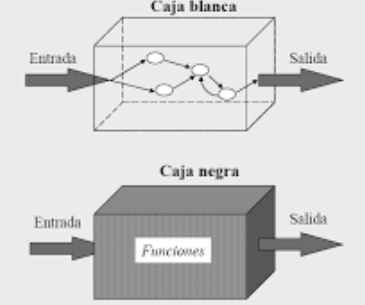 Caja blanca
Entrada
Salida
Caja negra
Entrada
Salida
Funciones